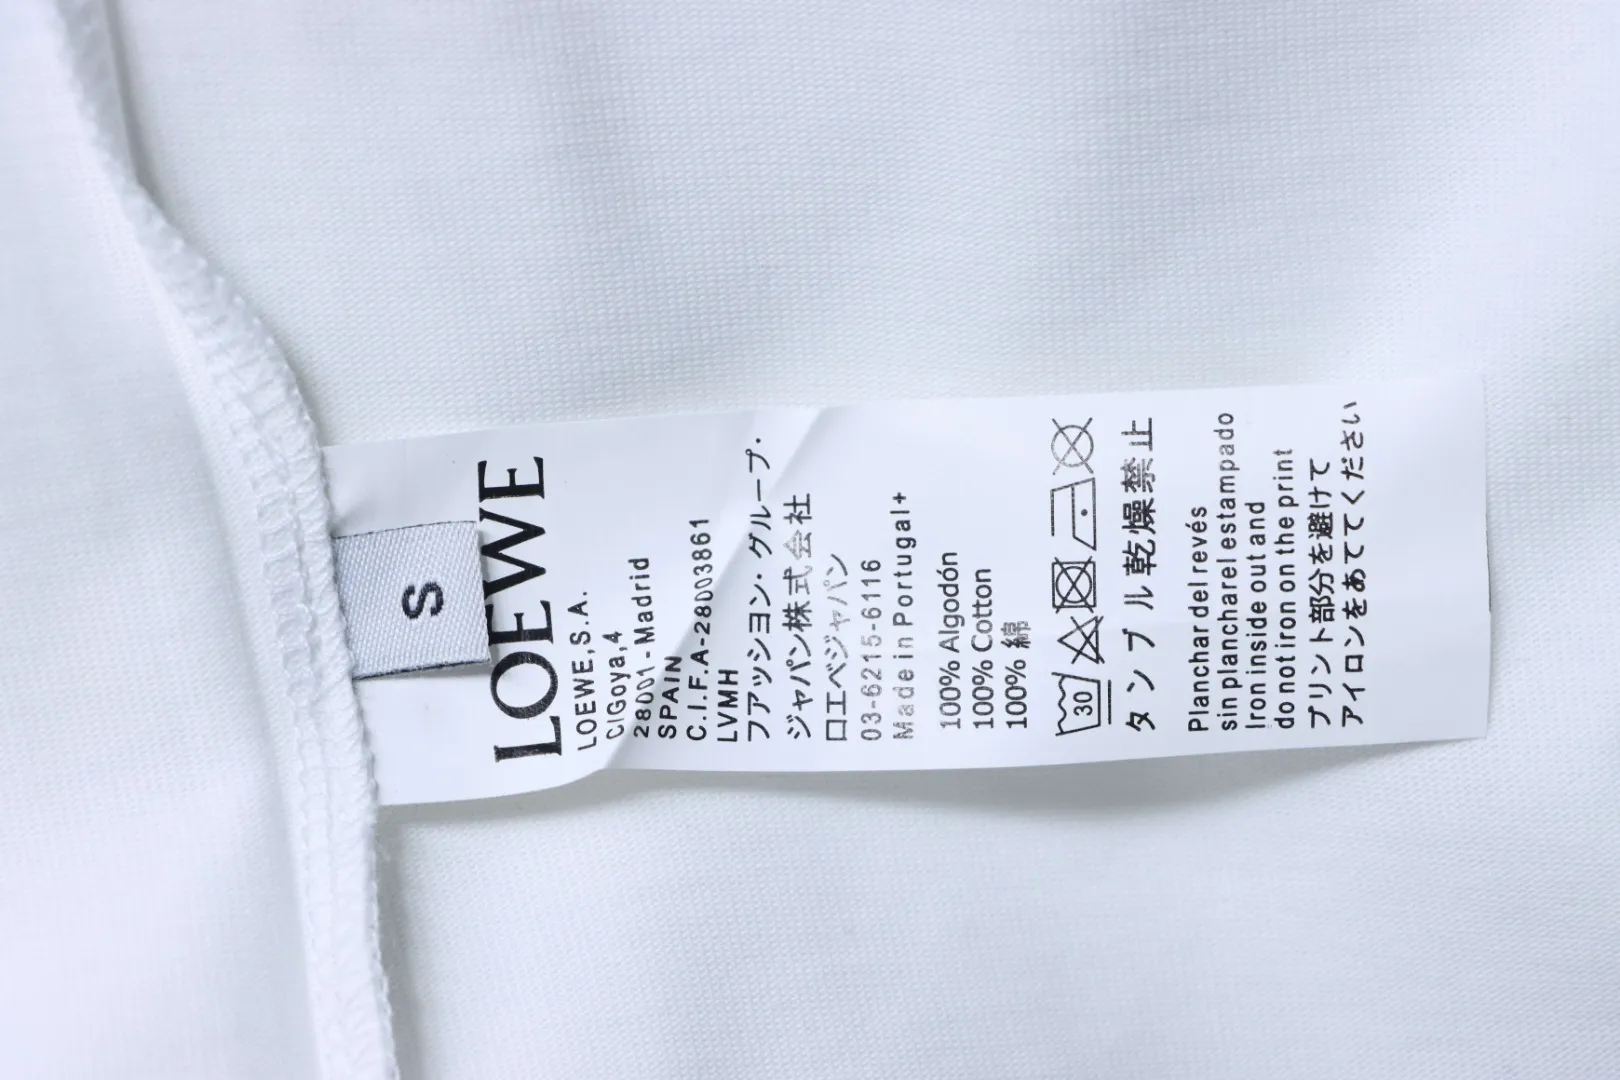 S
LOEWE
LOEWE,S.A.
C|Goya,4
28001-Madrid
SPAIN
C.I.F.A-28003861
LVMH
フアッシヨン・グループ・
ジャパン株式会社
ロエベジャパン
03-6215-6116
Made in Portugal+
100% Algodón
100% Cotton
100% 綿
30
タンブル乾燥禁止
Planchar del revés
sin planchar el estampado
Iron inside out and
do not iron on the print
プリント部分を避けて
アイロンをあててください